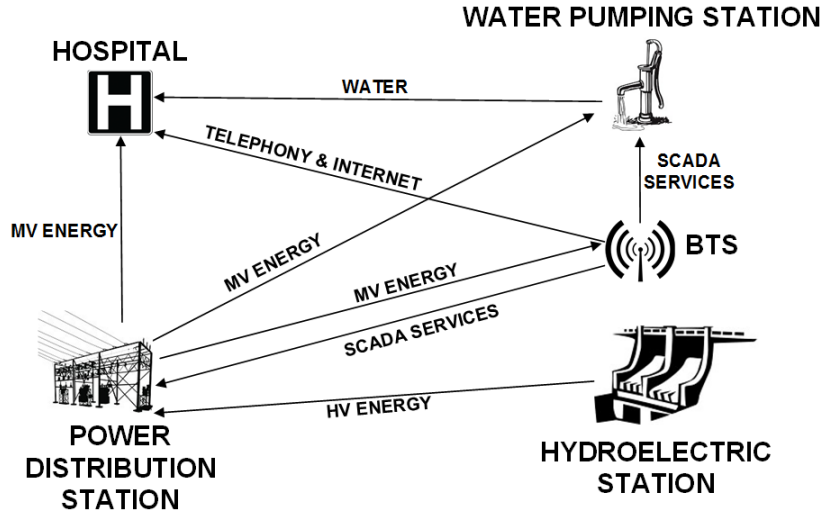 WATER PUMPING STATION
HOSPITAL
H
WATER
TELEPHONY & INTERNET
SCADA
SERVICES
MV ENERGY
MV ENERGY
BTS
MV ENERGY
SCADA SERVICES
HV ENERGY
POWER
DISTRIBUTION
STATION
HYDROELECTRIC
STATION